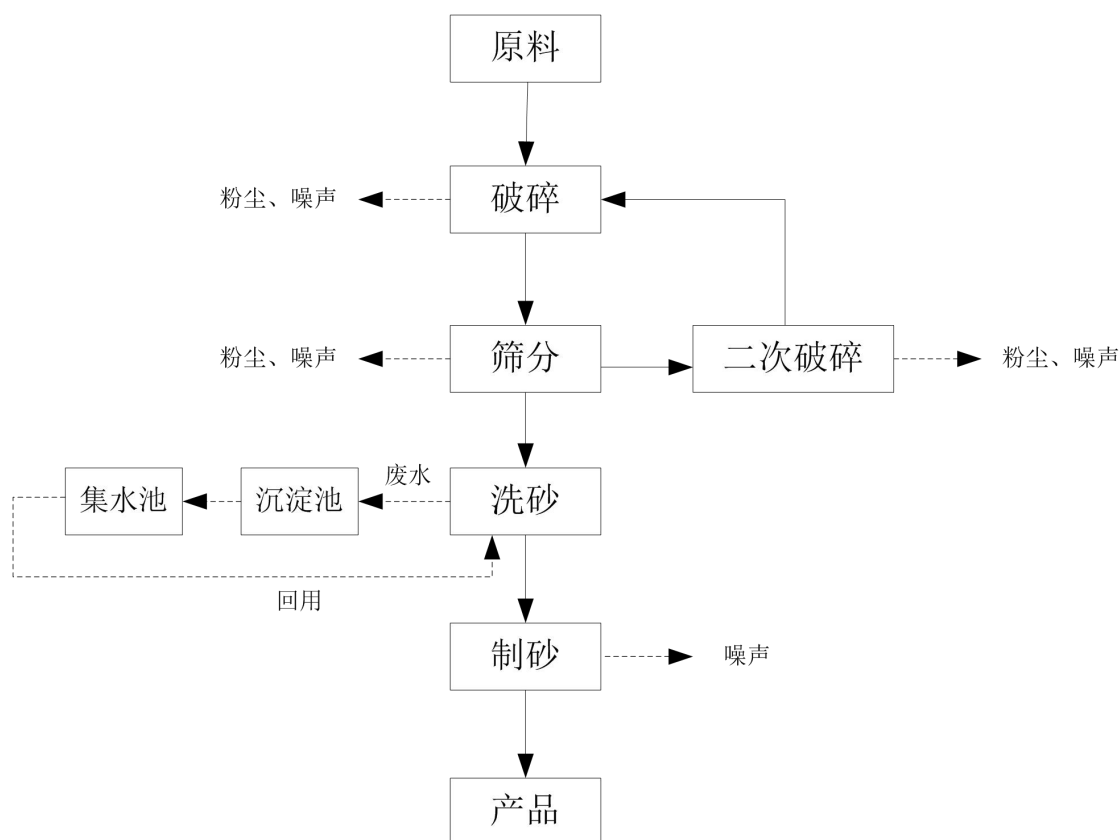 原料
粉尘、噪声
破碎
粉尘、噪声
筛分
二次破碎
粉尘、噪声
集水池
沉淀池
废水
洗砂
回用
制砂
噪声
产品